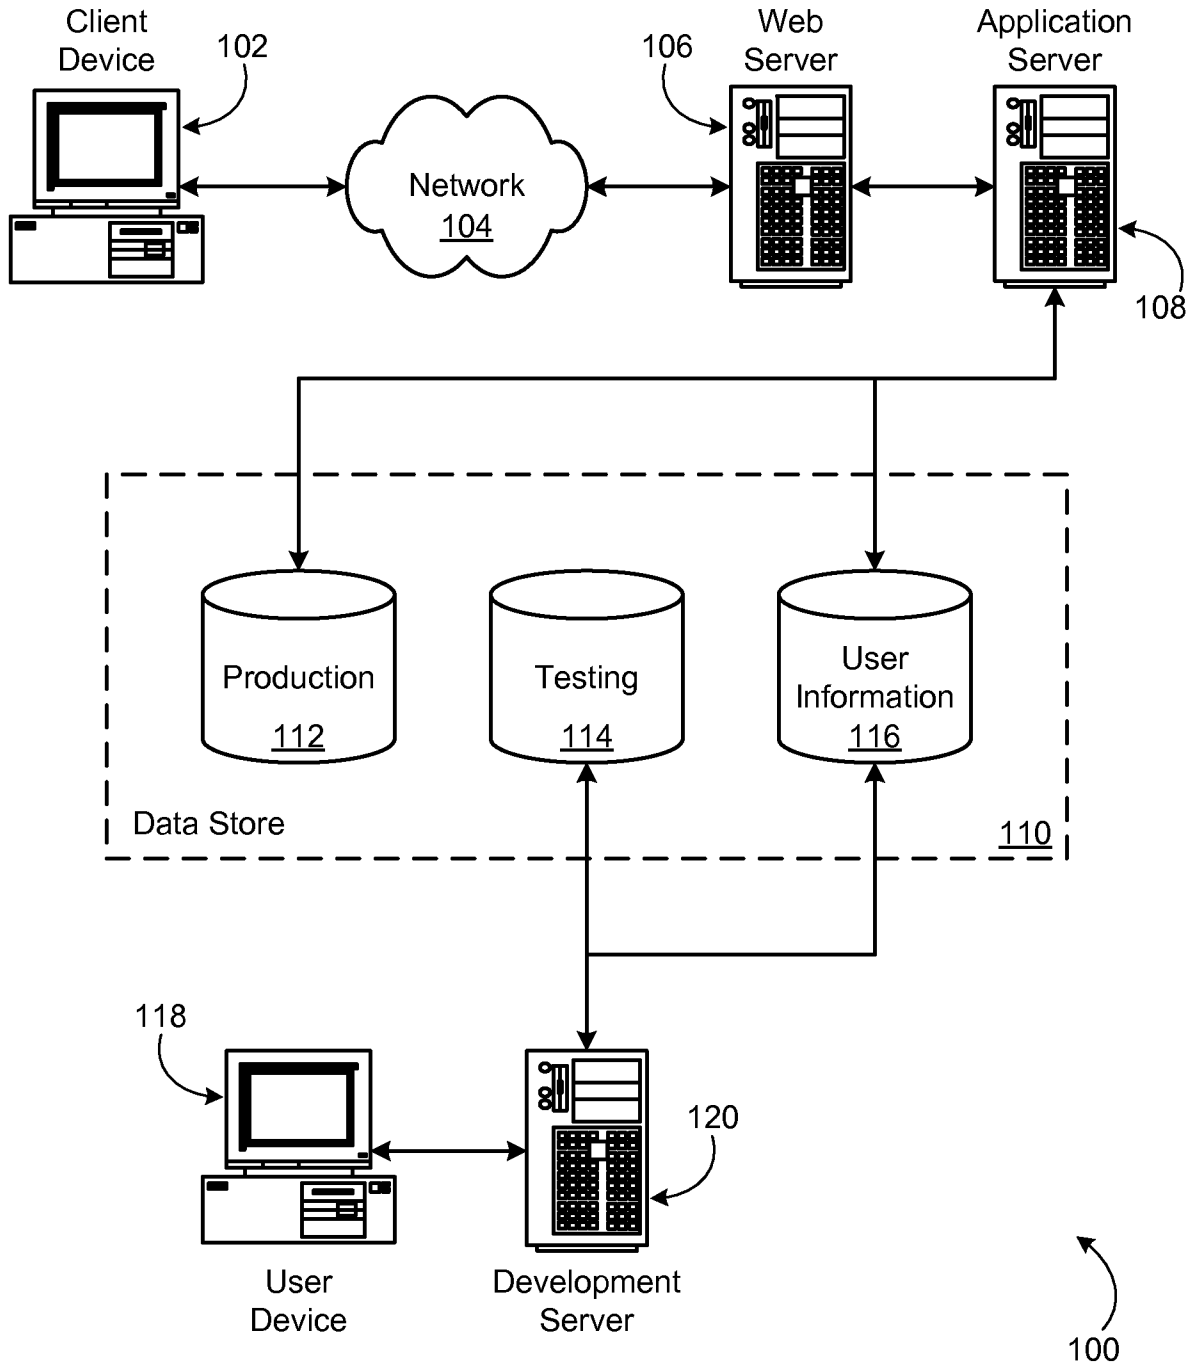 Client
Device
102
Network
104
106
Web
Server
Application
Server
108
Production
112
Testing
114
User
Information
116
Data Store
110
118
User
Device
Development
Server
120
100